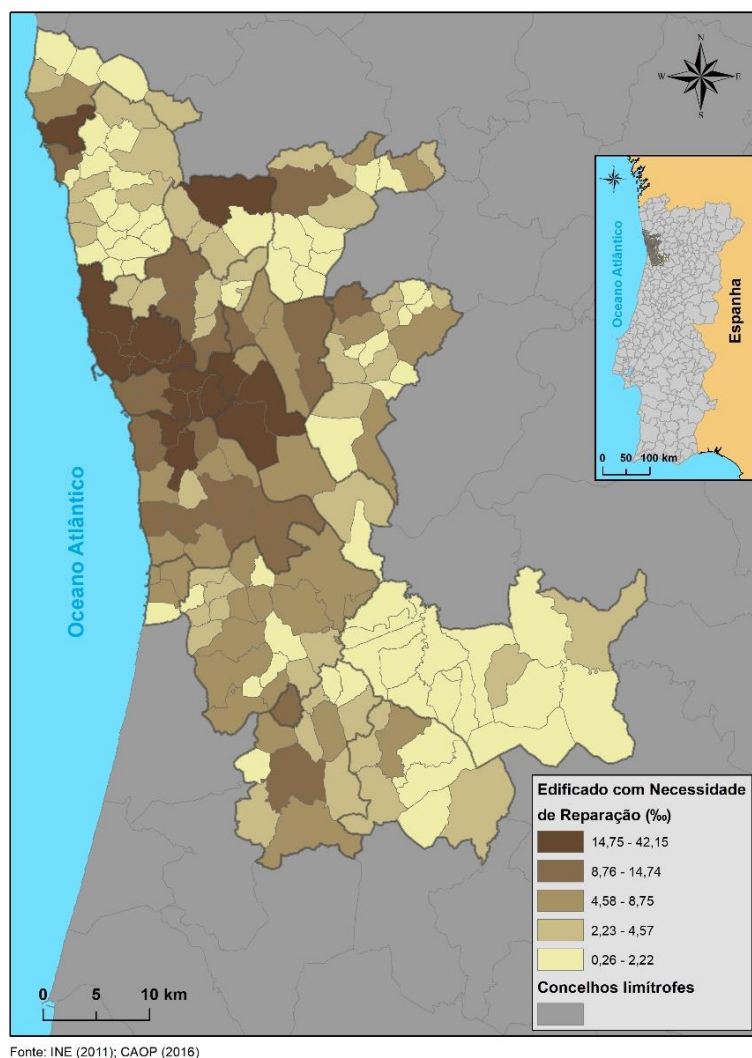 N
W
E
S
Oceano Atlântico
Espanha
0 50 100 km
Oceano Atlântico
Edificado com Necessidade
de Reparação (‰)
14,75 - 42,15
8,76 - 14,74
4,58 - 8,75
2,23 - 4,57
0,26 - 2,22
Concelhos limítrofes
0 5 10 km
Fonte: INE (2011); CAOP (2016)